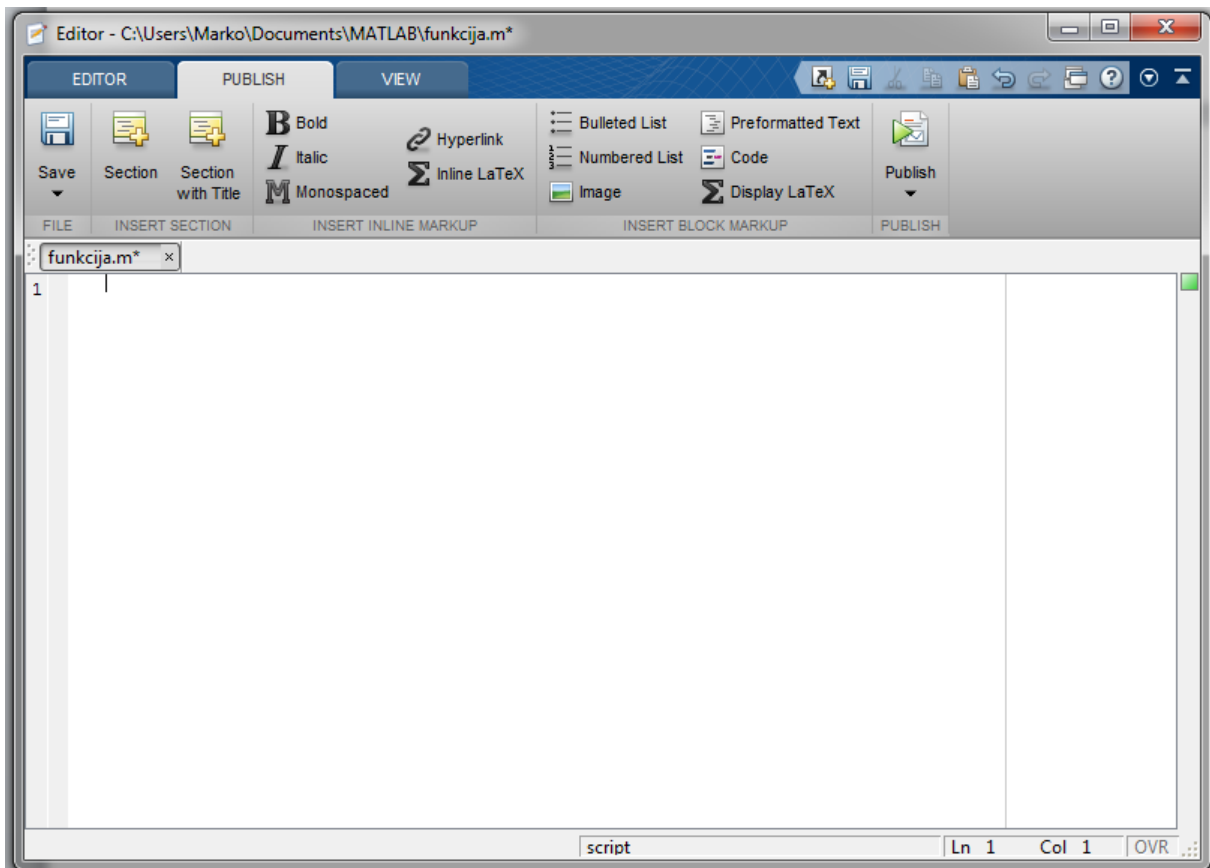 Editor - C:\Users\Marko\Documents\MATLAB\funkcija.m*
EDITOR PUBLISH VIEW
Save
Section
Section with Title
B Bold
I Italic
M Monospaced
Hyperlink
Σ Inline LaTeX
Bulleted List
Numbered List
Image
Preformatted Text
Code
Σ Display LaTeX
Publish
FILE INSERT SECTION INSERT INLINE MARKUP INSERT BLOCK MARKUP PUBLISH
funkcija.m* ×
1
script Ln 1 Col 1 OVR